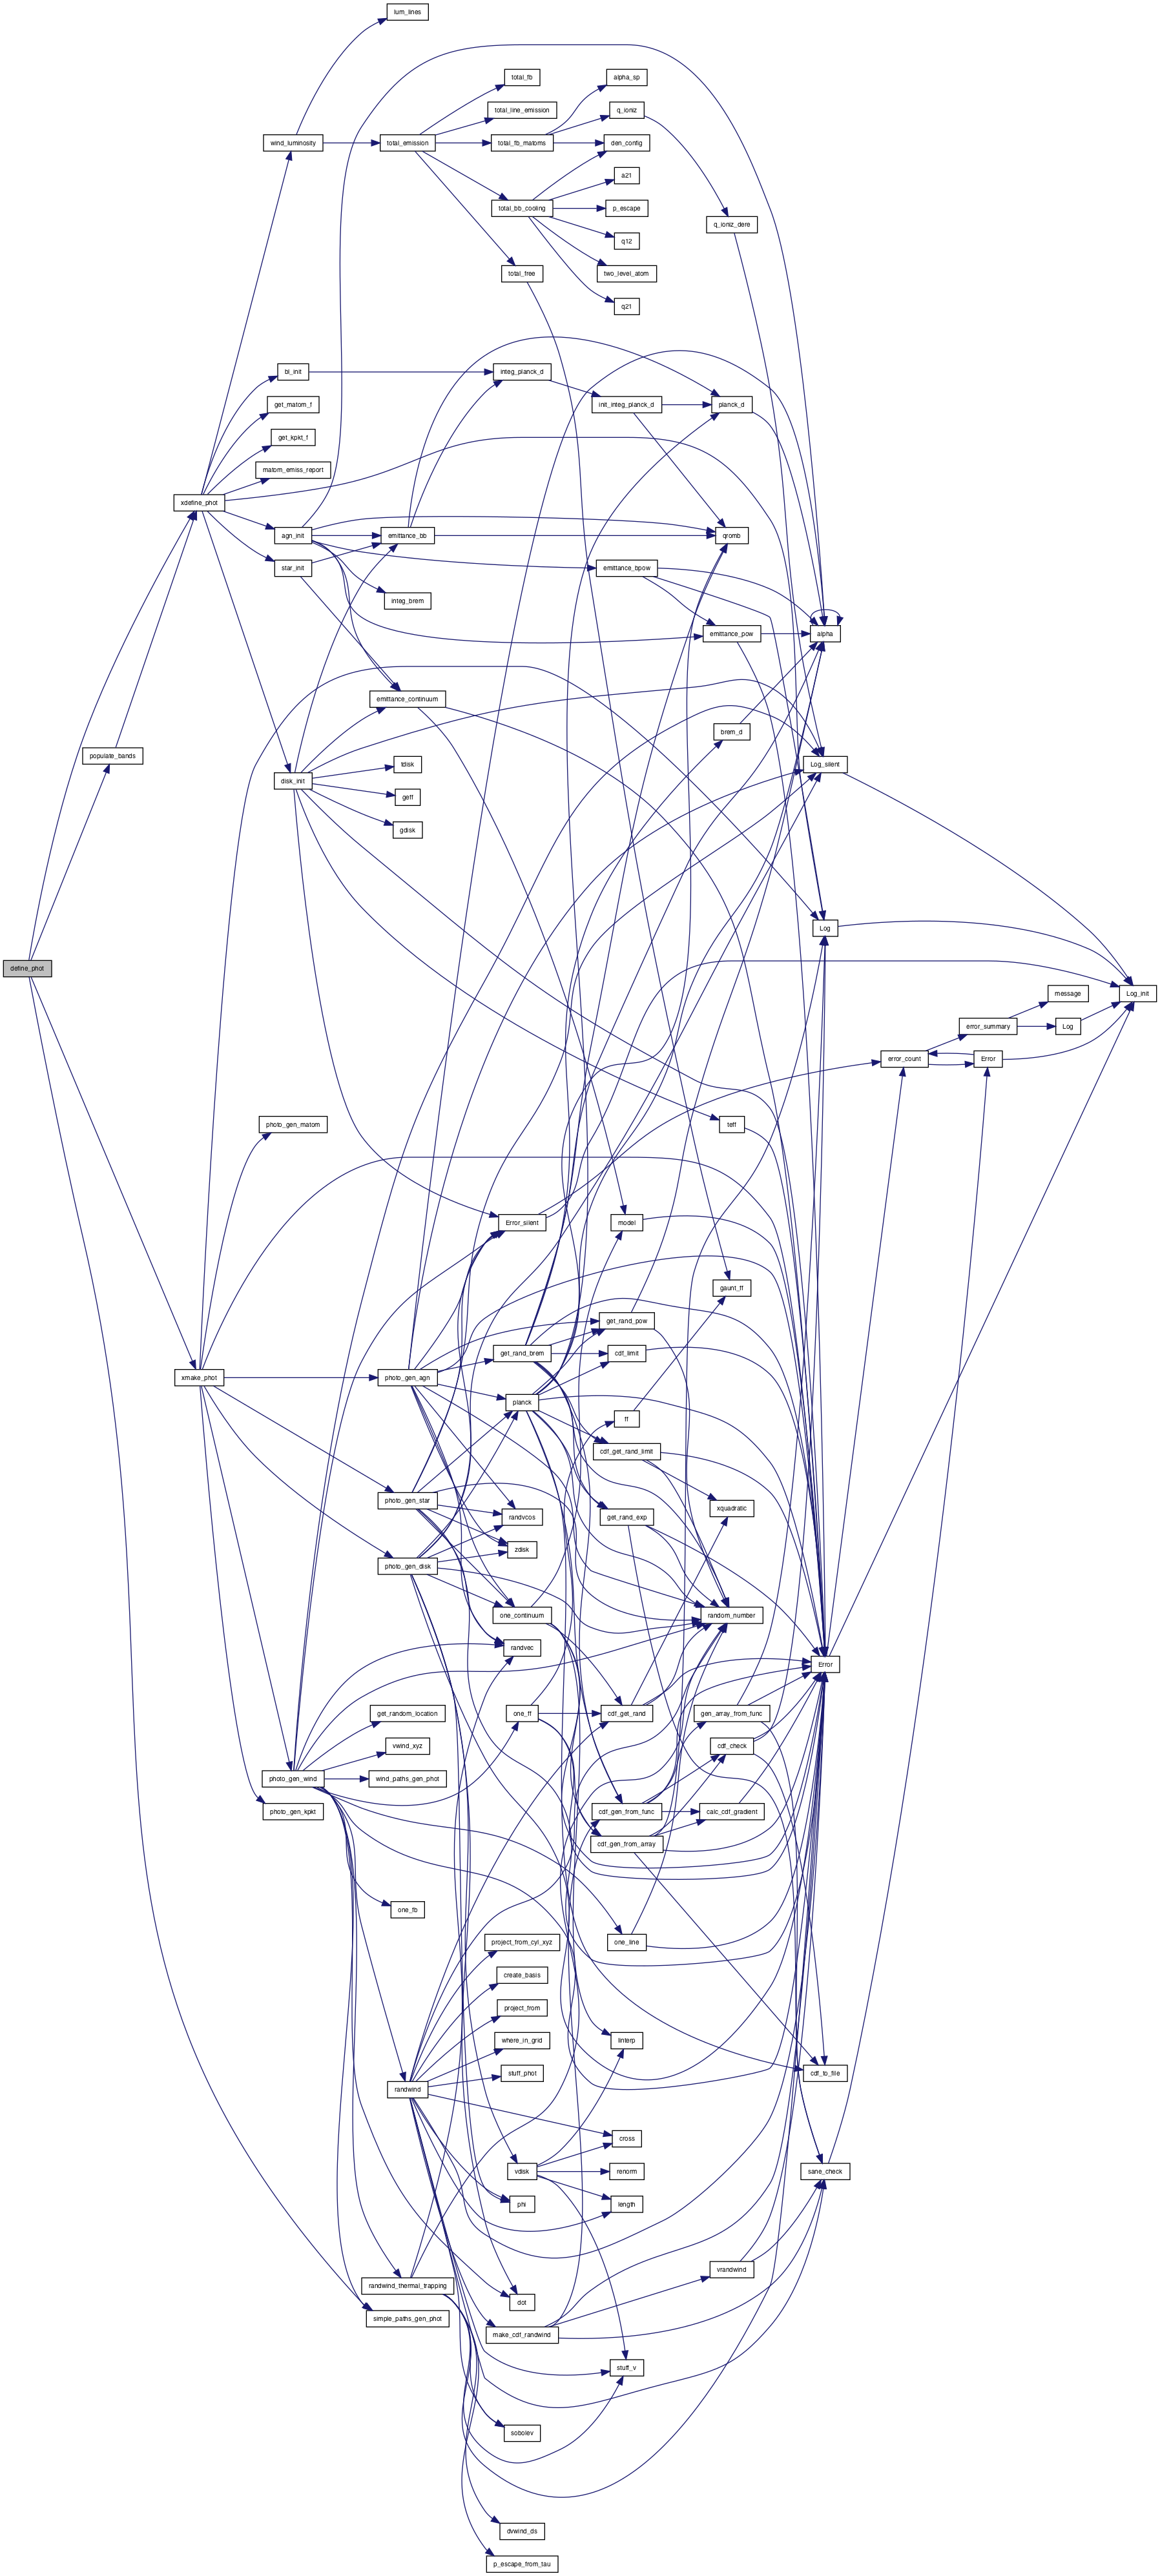 lum_lines
total_fb
alpha_sp
total_line_emission
q_ioniz
wind_luminosity
total_emission
total_fb_matoms
den_config
a21
total_bb_cooling
p_escape
q_ioniz_dere
q12
total_free
two_level_atom
q21
bl_init
integ_planck_d
get_matom_f
init_integ_planck_d
planck_d
get_kpkt_f
matom_emiss_report
xdefine_phot
agn_init
emittance_bb
qromb
star_init
emittance_bpow
integ_brem
emittance_pow
alpha
emittance_continuum
brem_d
populate_bands
tdisk
Log_silent
disk_init
geff
gdisk
Log
define_phot
message
Log_init
error_summary
Log
error_count
Error
photo_gen_matom
teff
Error_silent
model
gaunt_ff
get_rand_pow
get_rand_brem
cdf_limit
xmake_phot
photo_gen_agn
planck
ff
cdf_get_rand_limit
photo_gen_star
xquadratic
randvcos
get_rand_exp
zdisk
photo_gen_disk
one_continuum
random_number
randvec
Error
get_random_location
one_ff
cdf_get_rand
gen_array_from_func
vwind_xyz
cdf_check
photo_gen_wind
wind_paths_gen_phot
photo_gen_kpkt
cdf_gen_from_func
calc_cdf_gradient
cdf_gen_from_array
one_fb
one_line
project_from_cyl_xyz
create_basis
project_from
where_in_grid
linterp
stuff_phot
cdf_to_file
randwind
cross
vdisk
renorm
sane_check
phi
length
vrandwind
randwind_thermal_trapping
dot
simple_paths_gen_phot
make_cdf_randwind
stuff_v
sobolev
dvwind_ds
p_escape_from_tau